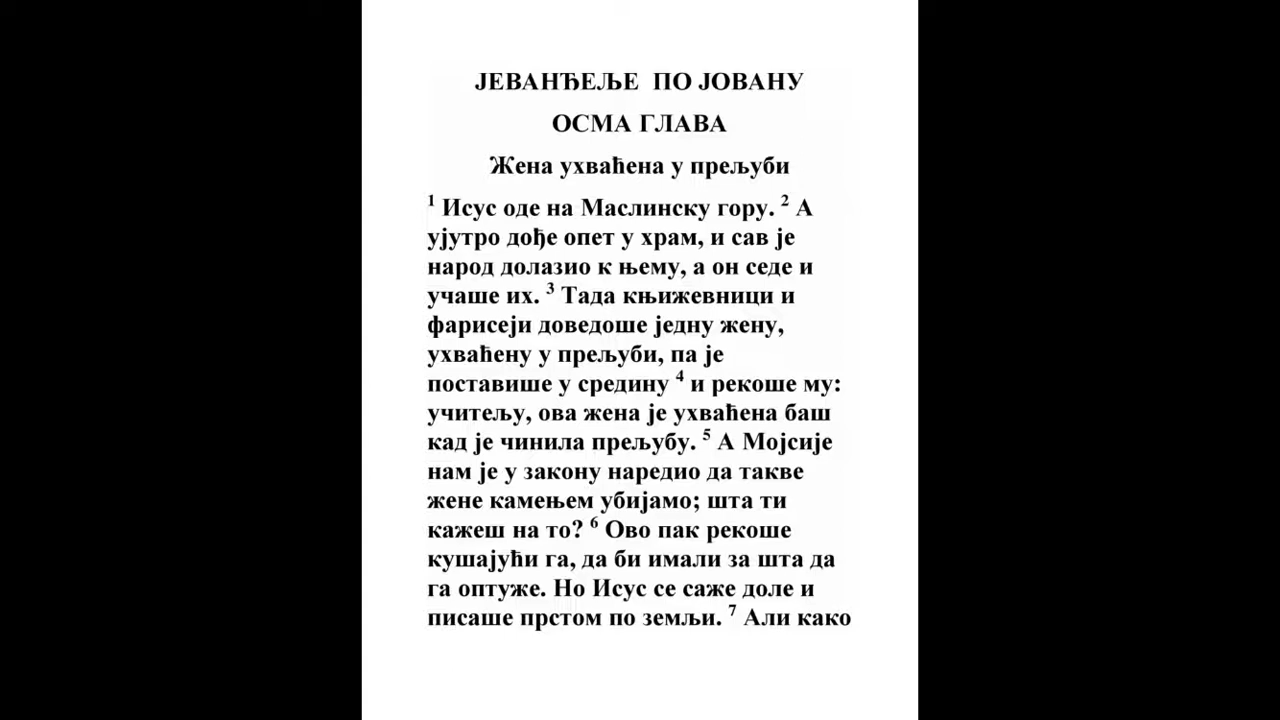 ЈЕВАНЂЕЉЕ ПО ЈОВАНУ
ОСМА ГЛАВА
Жена ухваћена у прељуби
¹ Исус оде на Маслинску гору. ² А
ујутро дође опет у храм, и сав је
народ долазио к њему, а он седе и
учаше их. ³ Тада књижевници и
фарисеји доведоше једну жену,
ухваћену у прељуби, па је
поставише у средину ⁴ и рекоше му:
учитељу, ова жена је ухваћена баш
кад је чинила прељубу. ⁵ А Мојсије
нам је у закону наредио да такве
жене камењем убијамо; шта ти
кажеш на то? ⁶ Ово пак рекоше
кушајући га, да би имали за шта да
га оптуже. Но Исус се саже доле и
писаше прстом по земљи. ⁷ Али како